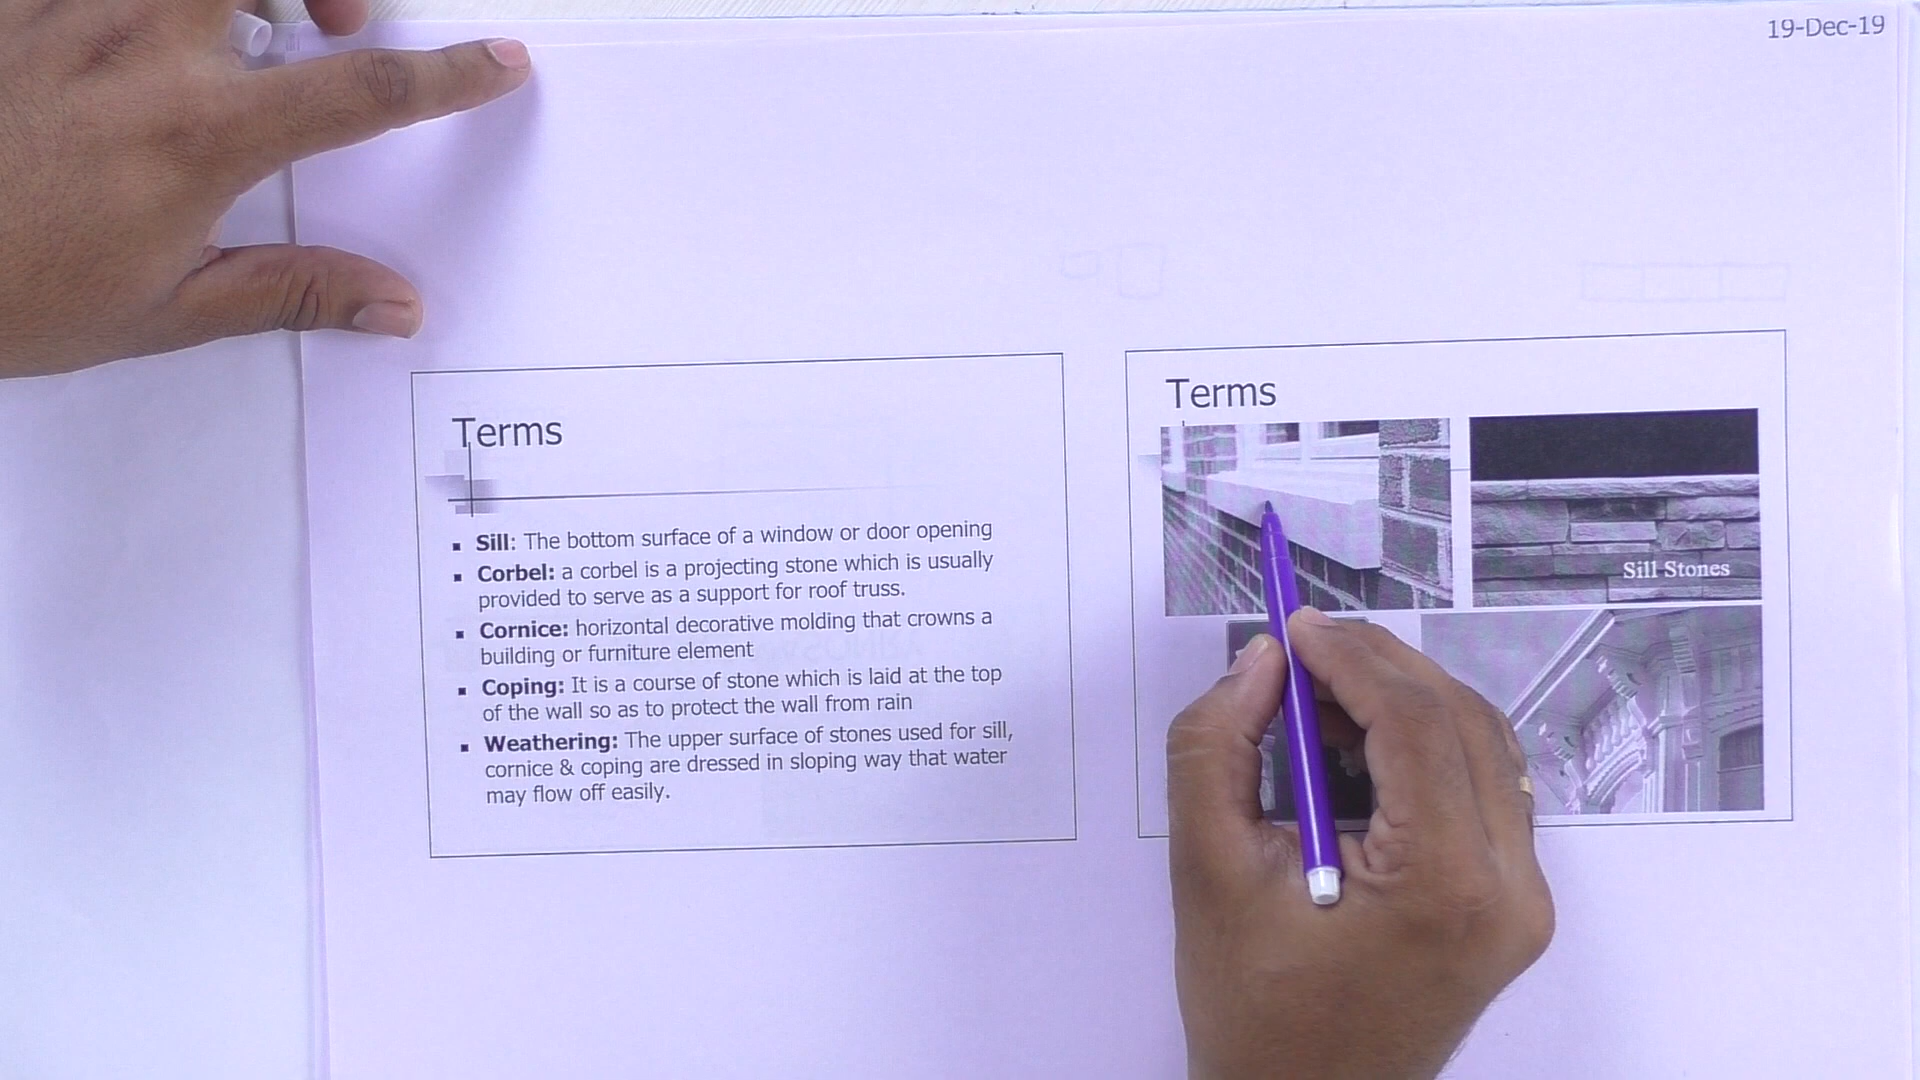 19-Dec-19
Terms
Sill: The bottom surface of a window or door opening
Corbel: a corbel is a projecting stone which is usually
provided to serve as a support for roof truss.
Cornice: horizontal decorative molding that crowns a
building or furniture element
Coping: It is a course of stone which is laid at the top
of the wall so as to protect the wall from rain
Weathering: The upper surface of stones used for sill,
cornice & coping are dressed in sloping way that water
may flow off easily.
Terms
Sill Stones